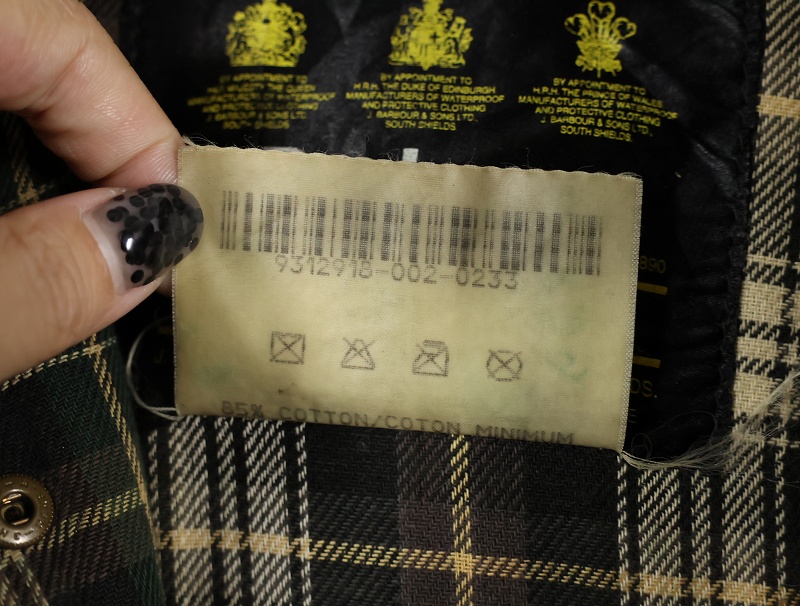 BY APPOINTMENT TO
H.M. THE QUEEN
MANUFACTURERS OF WATERPROOF
AND PROTECTIVE CLOTHING
J. BARBOUR & SONS LTD.,
SOUTH SHIELDS.
BY APPOINTMENT TO
H.R.H. THE DUKE OF EDINBURGH
MANUFACTURERS OF WATERPROOF
AND PROTECTIVE CLOTHING
J. BARBOUR & SONS LTD.,
SOUTH SHIELDS.
BY APPOINTMENT TO
H.R.H. THE PRINCE OF WALES
MANUFACTURERS OF WATERPROOF
AND PROTECTIVE CLOTHING
J. BARBOUR & SONS LTD.,
SOUTH SHIELDS.
9312918-002-0233
85% COTTON/COTON MINIMUM